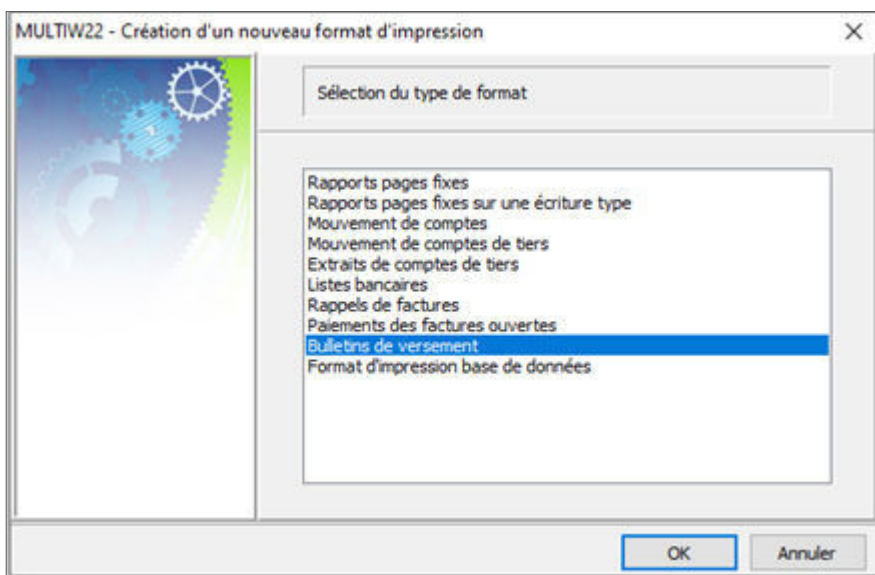 MULTIW22 - Création d'un nouveau format d'impression
Sélection du type de format
Rapports pages fixes
Rapports pages fixes sur une écriture type
Mouvement de comptes
Mouvement de comptes de tiers
Extraits de comptes de tiers
Listes bancaires
Rappels de factures
Paiements des factures ouvertes
Bulletins de versement
Format d'impression base de données
OK Annuler